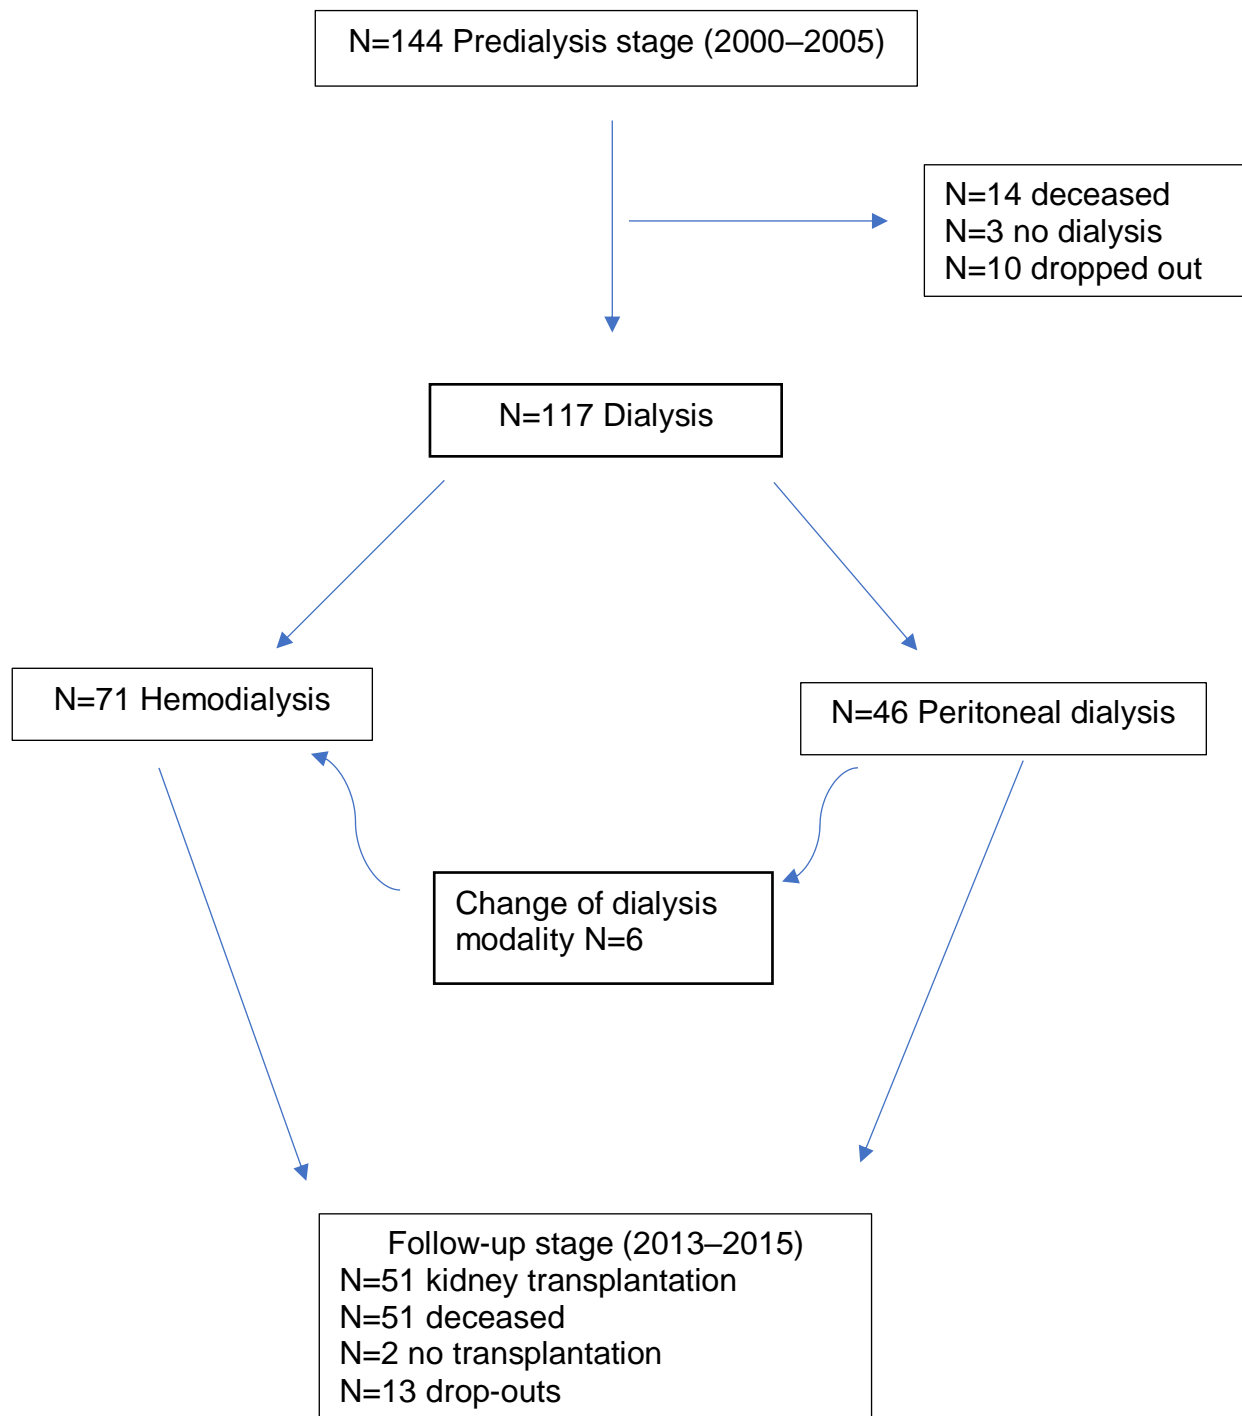 N=144 Predialysis stage (2000–2005)
N=14 deceased
N=3 no dialysis
N=10 dropped out
N=117 Dialysis
N=71 Hemodialysis
N=46 Peritoneal dialysis
Change of dialysis
modality N=6
Follow-up stage (2013–2015)
N=51 kidney transplantation
N=51 deceased
N=2 no transplantation
N=13 drop-outs